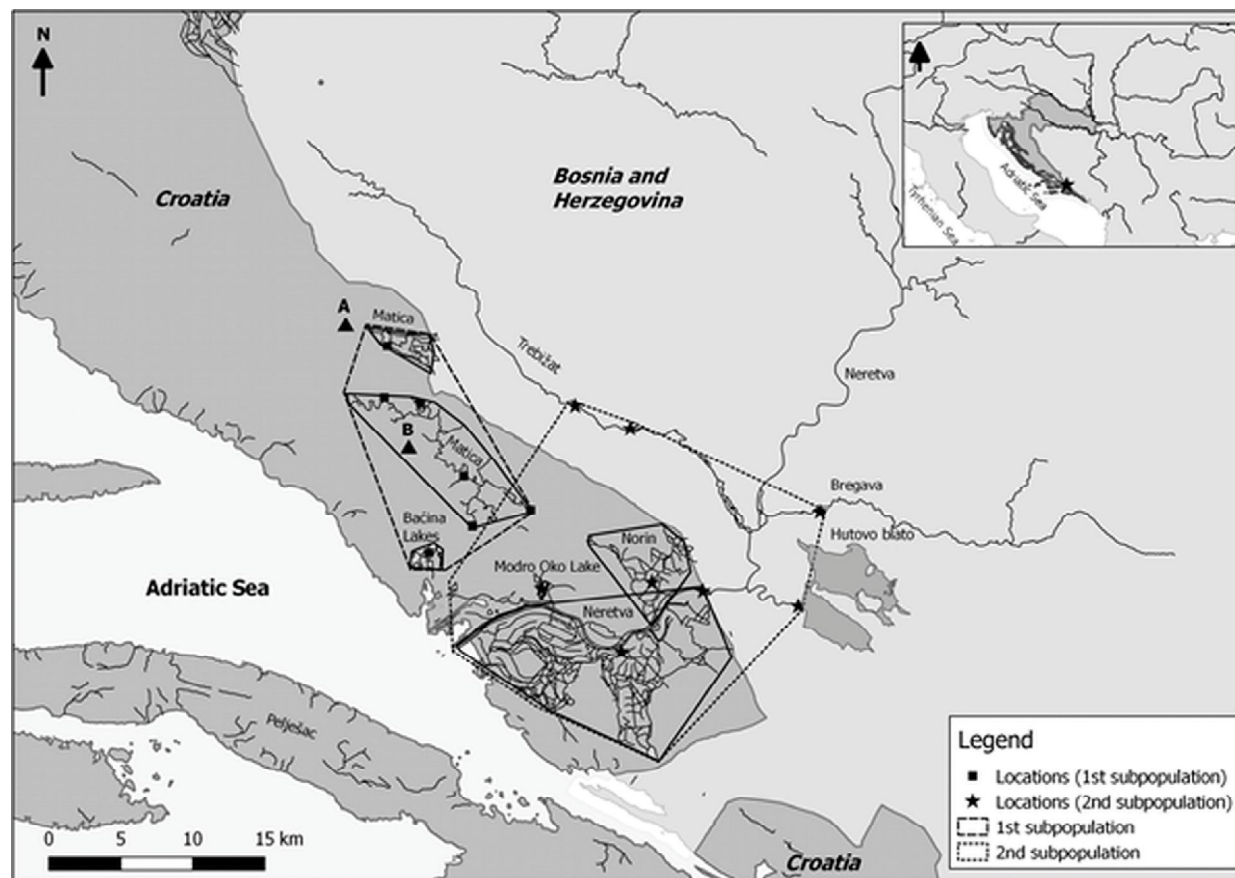 N
Croatia
Bosnia and
Herzegovina
Adriatic Sea
Tyrrhenian Sea
A
Matica
Trebižat
Neretva
B
Matica
Bregava
Baćina
Lakes
Hutovo blato
Norin
Modro Oko Lake
Adriatic Sea
Neretva
Pelješac
Croatia
0 5 10 15 km
Legend
Locations (1st subpopulation)
Locations (2nd subpopulation)
1st subpopulation
2nd subpopulation